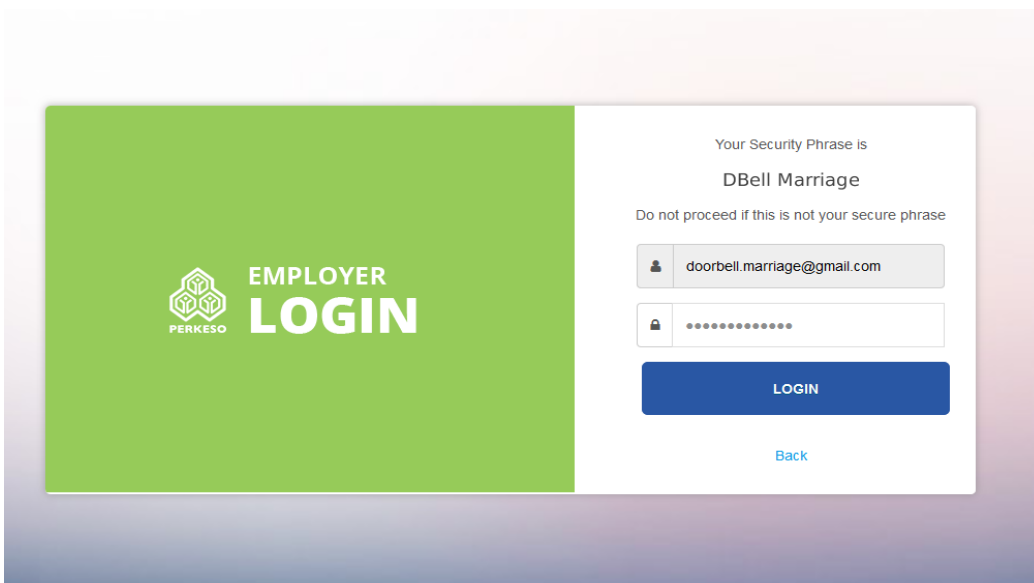 PERKESO
EMPLOYER
LOGIN
Your Security Phrase is
DBell Marriage
Do not proceed if this is not your secure phrase
doorbell.marriage@gmail.com
•••••••••••••
LOGIN
Back